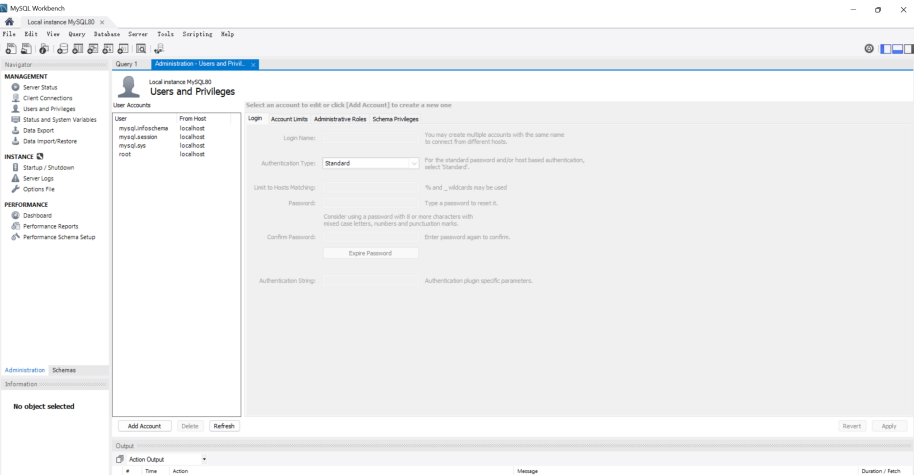 MySQL Workbench
Local instance MySQL80
File Edit View Query Database Server Tools Scripting Help
Navigator
MANAGEMENT
Server Status
Client Connections
Users and Privileges
Status and System Variables
Data Export
Data Import/Restore
INSTANCE
Startup / Shutdown
Server Logs
Options File
PERFORMANCE
Dashboard
Performance Reports
Performance Schema Setup
Administration Schemas
Information
No object selected
Query 1 Administration - Users and Privil...
Local instance MySQL80
Users and Privileges
User Accounts
User From Host
mysql.infoschema localhost
mysql.session localhost
mysql.sys localhost
root localhost
Add Account Delete Refresh
Select an account to edit or click [Add Account] to create a new one
Login Account Limits Administrative Roles Schema Privileges
Login Name: You may create multiple accounts with the same name
to connect from different hosts.
Authentication Type: Standard For the standard password and/or host based authentication,
select 'Standard'.
Limit to Hosts Matching: % and _ wildcards may be used
Password: Type a password to reset it.
Consider using a password with 8 or more characters with
mixed case letters, numbers and punctuation marks.
Confirm Password: Enter password again to confirm.
Expire Password
Authentication String: Authentication plugin specific parameters.
Revert Apply
Output
Action Output
# Time Action Message Duration / Fetch